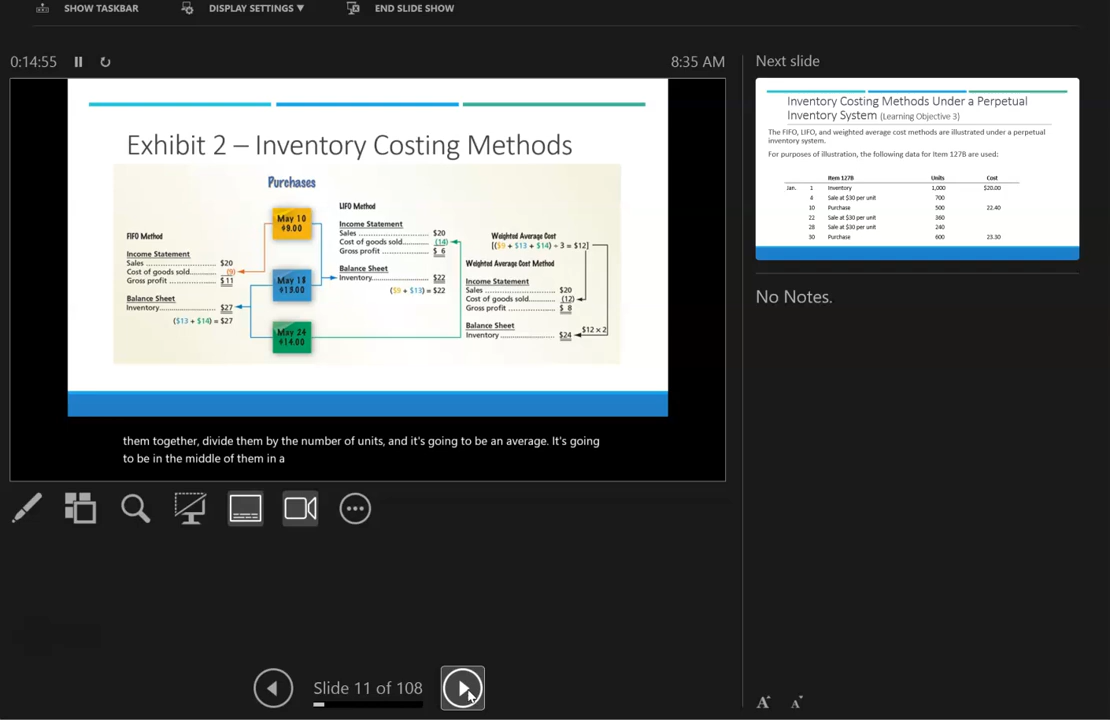 SHOW TASKBAR DISPLAY SETTINGS ▼ END SLIDE SHOW
0:14:55 8:35 AM
Exhibit 2 – Inventory Costing Methods
Purchases
May 10
$9.00
May 18
$13.00
May 24
$14.00
FIFO Method
Income Statement
Sales ........................ $20
Cost of goods sold........... (9)
Gross profit ................. $11
Balance Sheet
Inventory..................... $27
($13 + $14) = $27
LIFO Method
Income Statement
Sales ........................ $20
Cost of goods sold........... (14)
Gross profit.................. $ 6
Balance Sheet
Inventory..................... $22
($9 + $13) = $22
Weighted Average Cost
[($9 + $13 + $14) ÷ 3 = $12]
Weighted Average Cost Method
Income Statement
Sales ........................ $20
Cost of goods sold........... (12)
Gross profit ................. $ 8
Balance Sheet
Inventory .................... $24
$12 × 2
them together, divide them by the number of units, and it's going to be an average. It's going
to be in the middle of them in a
Slide 11 of 108
Next slide
Inventory Costing Methods Under a Perpetual
Inventory System (Learning Objective 3)
The FIFO, LIFO, and weighted average cost methods are illustrated under a perpetual
inventory system.
For purposes of illustration, the following data for Item 127B are used:
Item 127B Units Cost
Jan. 1 Inventory 1,000 $20.00
4 Sale at $30 per unit 700
10 Purchase 500 22.40
22 Sale at $30 per unit 360
28 Sale at $30 per unit 240
30 Purchase 600 23.30
No Notes.
A A